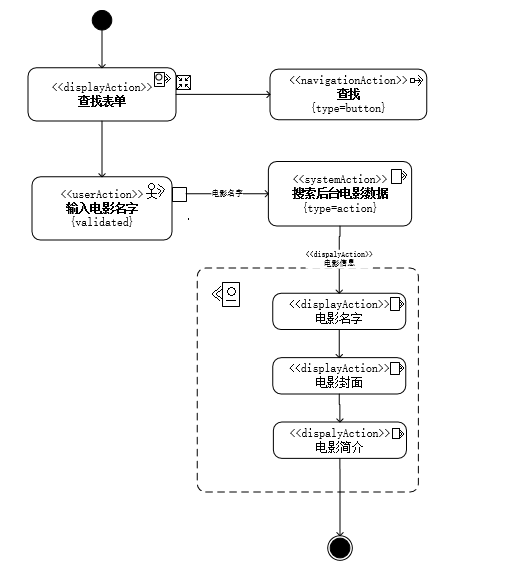 <<displayAction>>
查找表单
<<navigationAction>>
查找
{type=button}
<<userAction>>
输入电影名字
{validated}
电影名字
<<systemAction>>
搜索后台电影数据
{type=action}
<<dispalyAction>>
电影信息
<<displayAction>>
电影名字
<<displayAction>>
电影封面
<<dispalyAction>>
电影简介